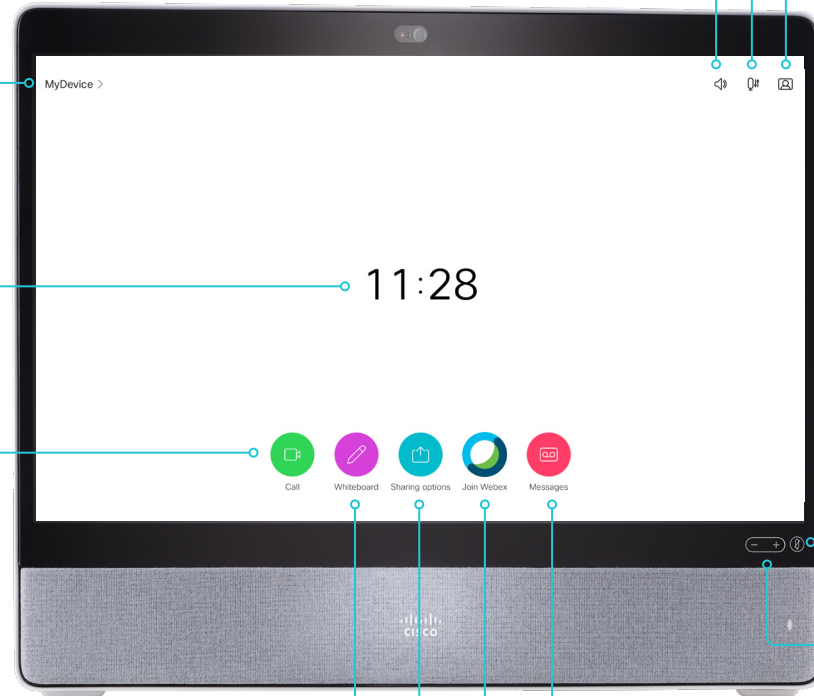 MyDevice >
11:28
Call Whiteboard Sharing options Join Webex Messages
- +
CISCO